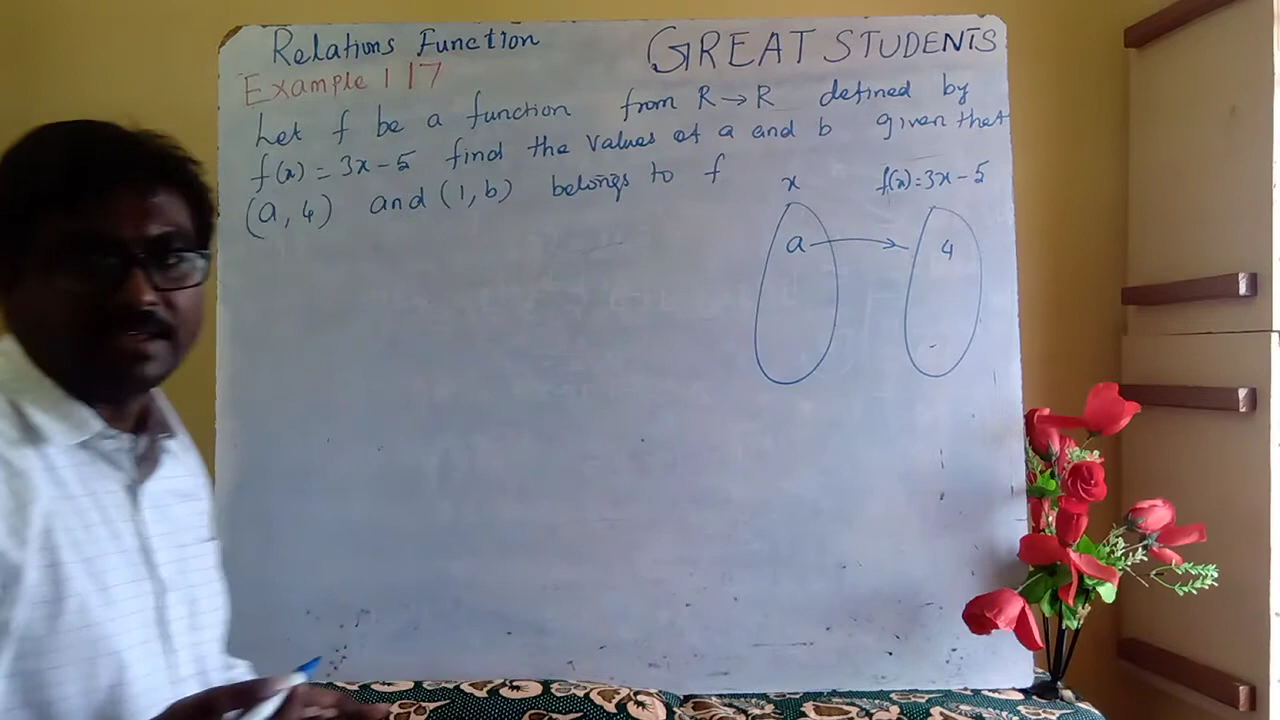 Relations Function
GREAT STUDENTS
Example 1 17
Let f be a function from R→R defined by
f(x) = 3x-5 find the values of a and b given that
(a, 4) and (1, b) belongs to f
x
f(x)=3x-5
a
4